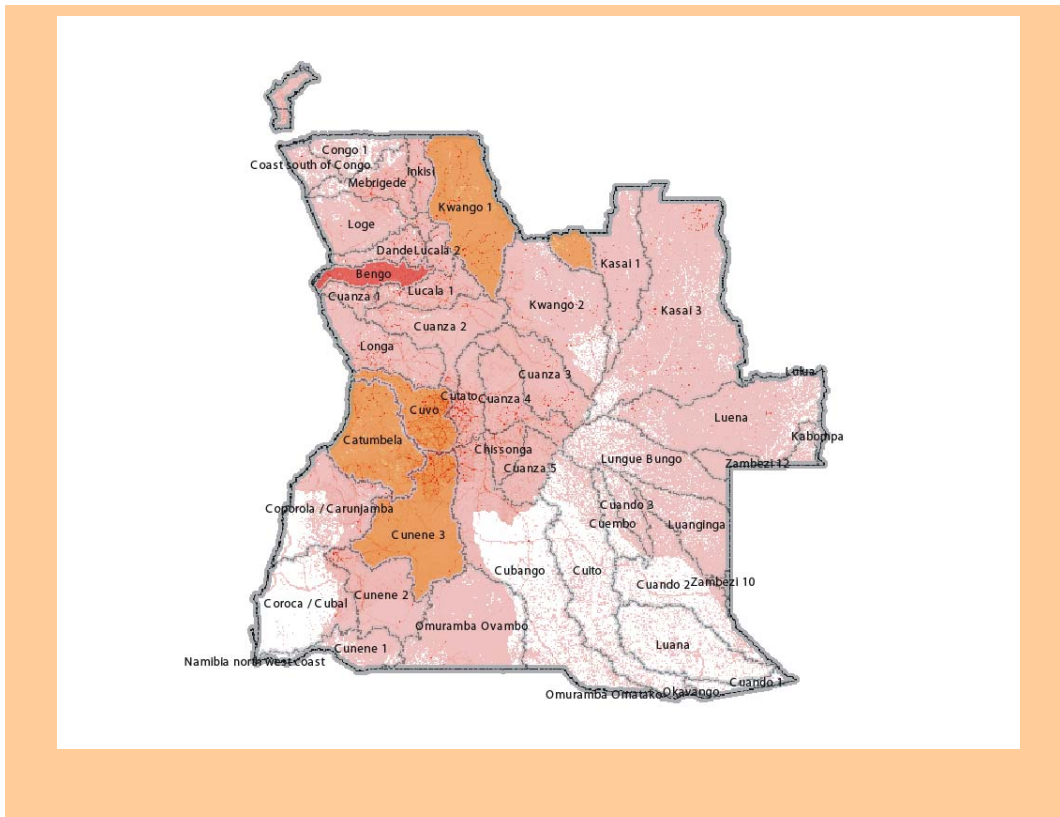 Congo 1
Coast south of Congo
Inkisi
Mebrigede
Kwango 1
Loge
Dande
Lucala 2
Kasai 1
Bengo
Lucala 1
Cuanza 1
Kwango 2
Kasai 3
Cuanza 2
Longa
Lulua
Cuanza 3
Cutato
Cuanza 4
Cuvo
Luena
Catumbela
Kabompa
Chissonga
Lungue Bungo
Zambezi 12
Cuanza 5
Coporola / Carunjamba
Cuando 3
Cuembo
Luanginga
Cunene 3
Cubango
Cuito
Cuando 2
Zambezi 10
Cunene 2
Coroca / Cubal
Omuramba Ovambo
Cunene 1
Luana
Namibia north west coast
Cuando 1
Omuramba Omatako
Okavango